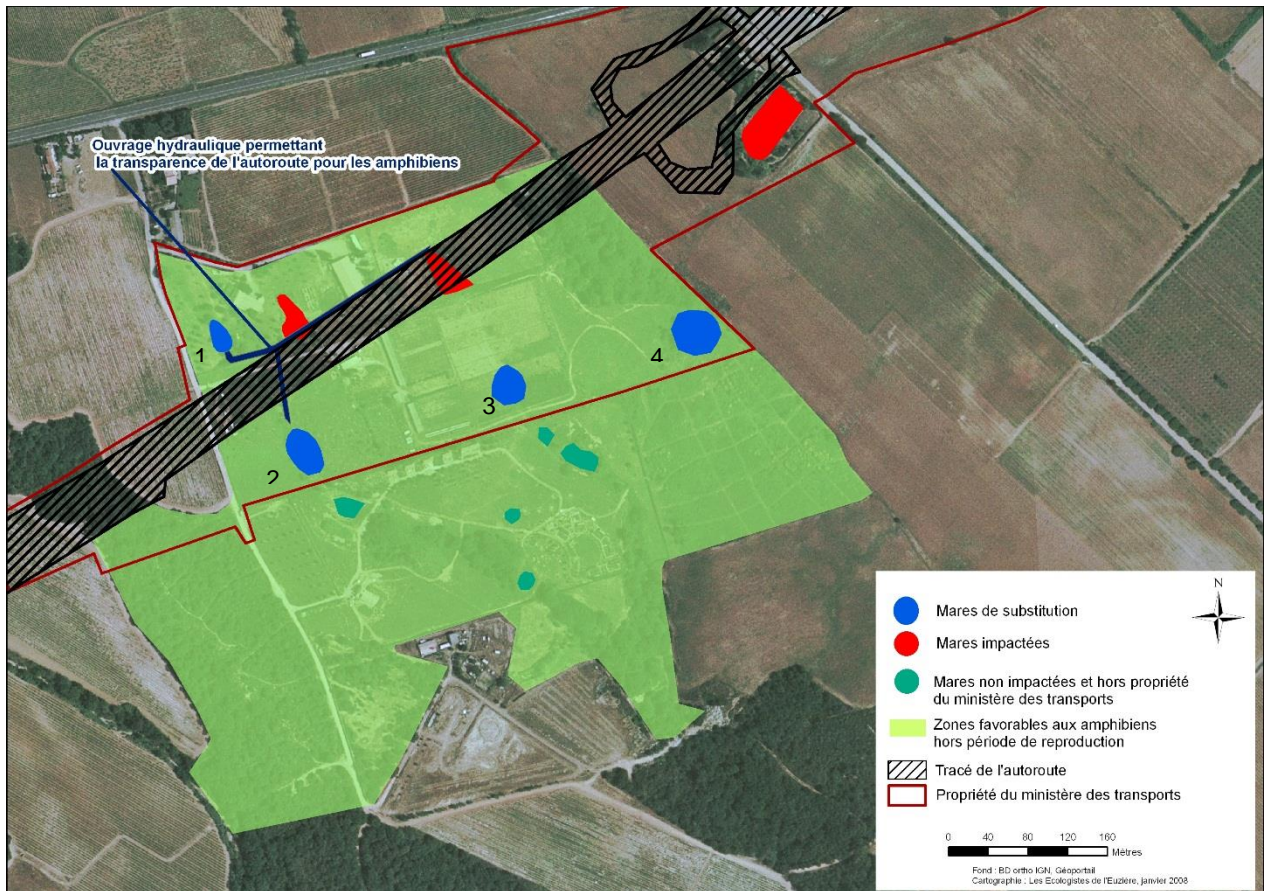 Ouvrage hydraulique permettant
la transparence de l'autoroute pour les amphibiens
1
2
3
4
N
Mares de substitution
Mares impactées
Mares non impactées et hors propriété
du ministère des transports
Zones favorables aux amphibiens
hors période de reproduction
Tracé de l'autoroute
Propriété du ministère des transports
0 40 80 120 160
Mètres
Fond : BD ortho IGN, Géoportail
Cartographie : Les Ecologistes de l'Euzière, janvier 2008